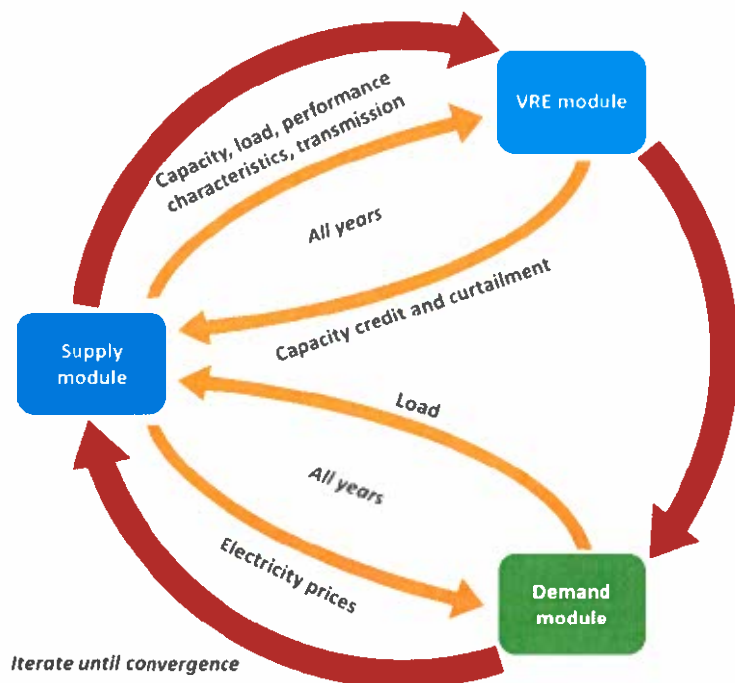 VRE module
Capacity, load, performance
characteristics, transmission
All years
Capacity credit and curtailment
Supply
module
Load
All years
Electricity prices
Demand
module
Iterate until convergence